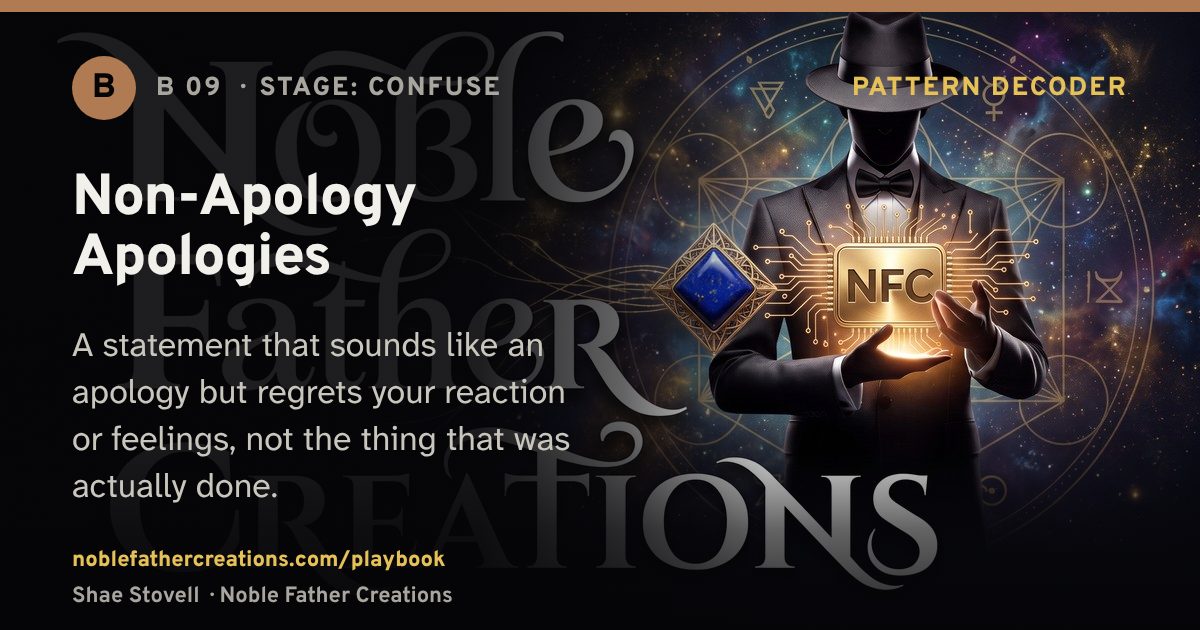 B
B 09 · STAGE: CONFUSE
PATTERN DECODER
Non-Apology
Apologies
A statement that sounds like an
apology but regrets your reaction
or feelings, not the thing that was
actually done.
noblefathercreations.com/playbook
Shae Stovell · Noble Father Creations
Noble
Father
Creations
NFC